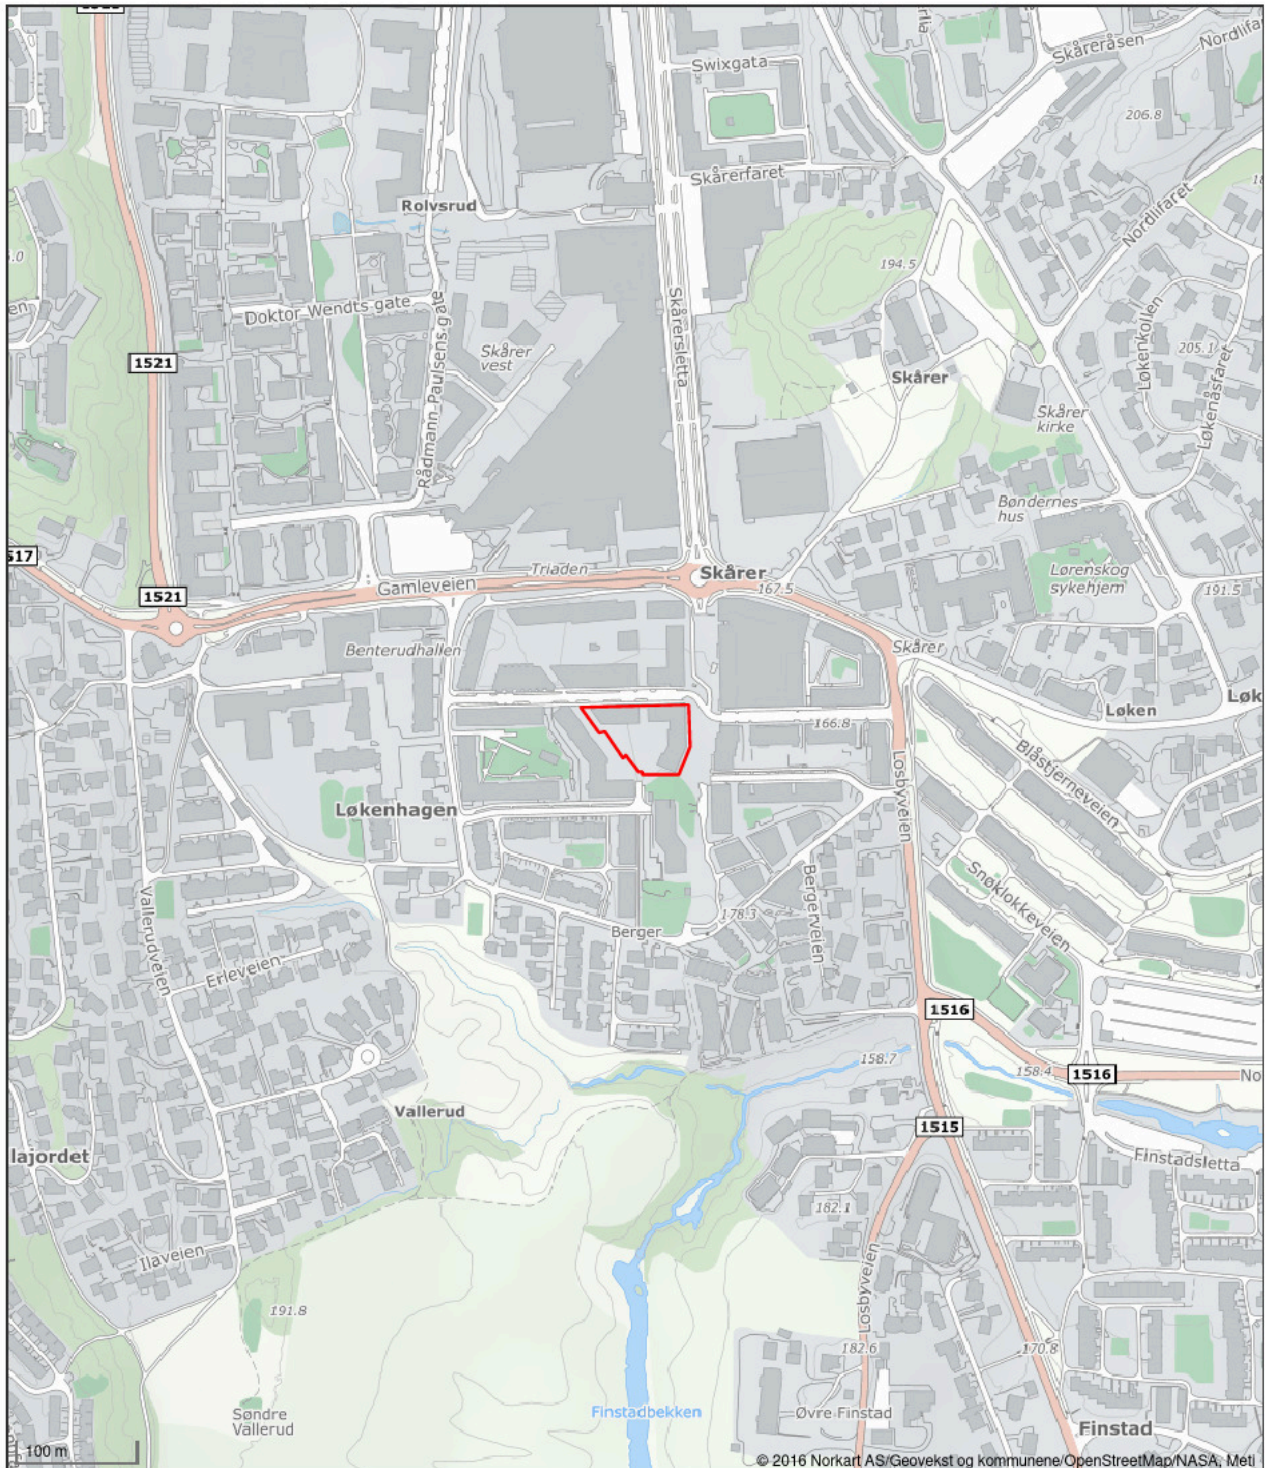 Swixgata
Skåreråsen
206.8
Skårerfaret
Rolvsrud
Nordlifaret
194.5
Doktor Wendts gate
Rådmann Paulsens gate
Skårersletta
Skårer
vest
1521
Løkenkollen
205.1
Løkenåsfaret
Skårer
Skårer
kirke
Bøndernes
hus
Triaden
Gamleveien
Skårer
167.5
Lørenskog
sykehjem
191.5
1521
Benterudhallen
Skårer
Løken
166.8
Blåstjerneveien
Losbyveien
Løkenhagen
Vallerudveien
Bergerveien
Snøklokkeveien
178.3
Berger
Erleveien
1516
158.7
158.4
1516
Vallerud
1515
lajordet
Finstadsletta
182.1
Ilaveien
191.8
Losbyveien
182.6
170.8
Søndre
Vallerud
Finstadbekken
Øvre Finstad
Finstad
100 m
© 2016 Norkart AS/Geovekst og kommunene/OpenStreetMap/NASA, Meti